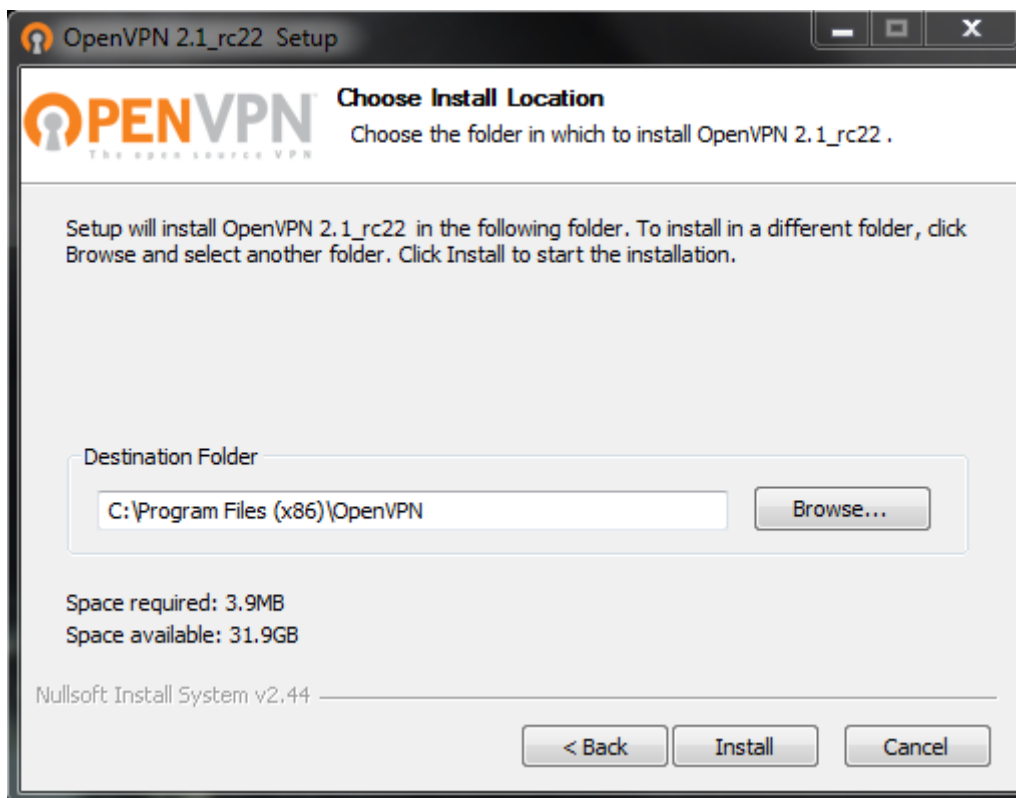 OpenVPN 2.1_rc22 Setup
OPENVPN
The open source VPN
Choose Install Location
Choose the folder in which to install OpenVPN 2.1_rc22 .
Setup will install OpenVPN 2.1_rc22 in the following folder. To install in a different folder, click
Browse and select another folder. Click Install to start the installation.
Destination Folder
C:\Program Files (x86)\OpenVPN
Browse...
Space required: 3.9MB
Space available: 31.9GB
Nullsoft Install System v2.44
< Back
Install
Cancel